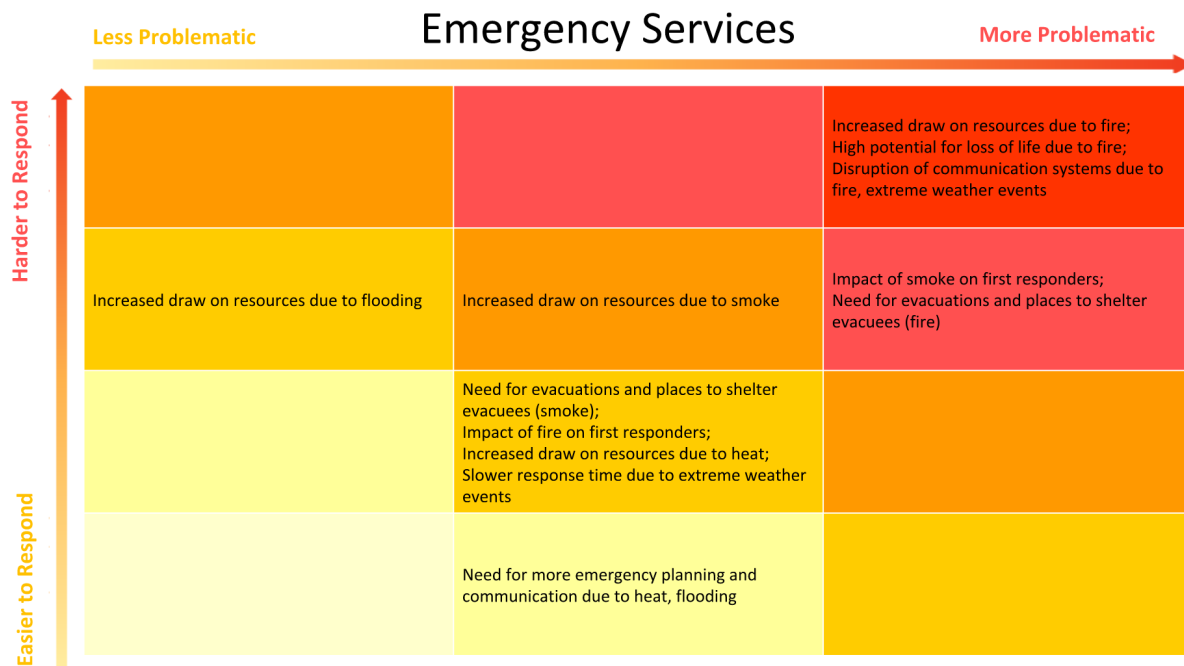 Emergency Services
Less Problematic
More Problematic
Harder to Respond
Easier to Respond
Increased draw on resources due to fire;
High potential for loss of life due to fire;
Disruption of communication systems due to
fire, extreme weather events
Increased draw on resources due to flooding
Increased draw on resources due to smoke
Impact of smoke on first responders;
Need for evacuations and places to shelter
evacuees (fire)
Need for evacuations and places to shelter
evacuees (smoke);
Impact of fire on first responders;
Increased draw on resources due to heat;
Slower response time due to extreme weather
events
Need for more emergency planning and
communication due to heat, flooding